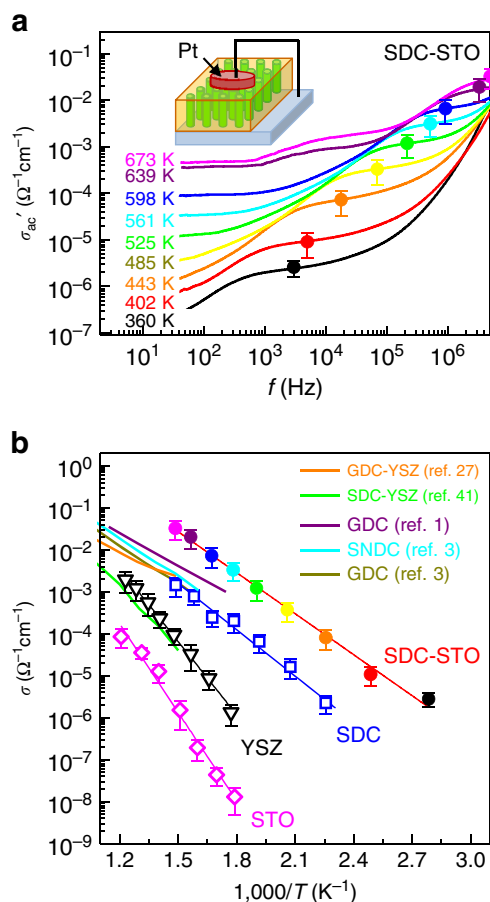 a
Pt
SDC-STO
10⁻¹
10⁻²
10⁻³
10⁻⁴
10⁻⁵
10⁻⁶
10⁻⁷
σac′ (Ω⁻¹cm⁻¹)
673 K
639 K
598 K
561 K
525 K
485 K
443 K
402 K
360 K
10¹ 10² 10³ 10⁴ 10⁵ 10⁶
f (Hz)
b
10⁰
10⁻¹
10⁻²
10⁻³
10⁻⁴
10⁻⁵
10⁻⁶
10⁻⁷
10⁻⁸
10⁻⁹
σ (Ω⁻¹cm⁻¹)
GDC-YSZ (ref. 27)
SDC-YSZ (ref. 41)
GDC (ref. 1)
SNDC (ref. 3)
GDC (ref. 3)
SDC-STO
SDC
YSZ
STO
1.2 1.5 1.8 2.1 2.4 2.7 3.0
1,000/T (K⁻¹)